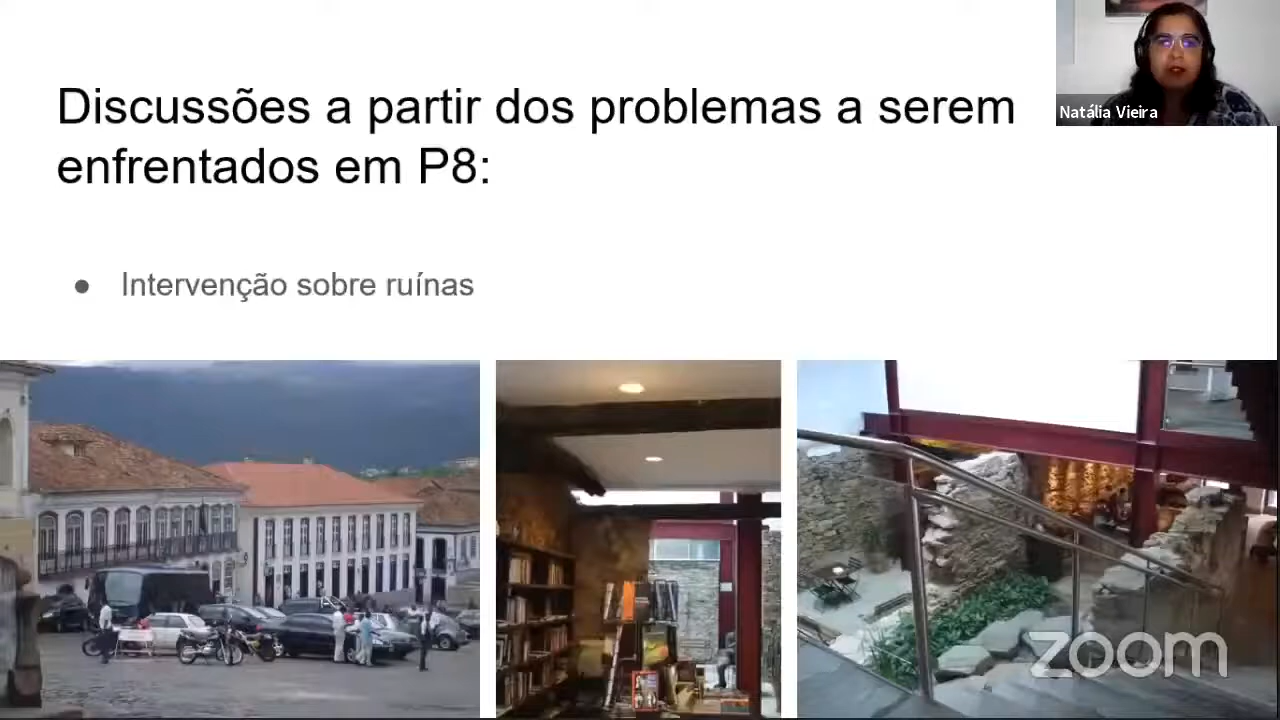 Discussões a partir dos problemas a serem
enfrentados em P8:
● Intervenção sobre ruínas
Natália Vieira
zoom